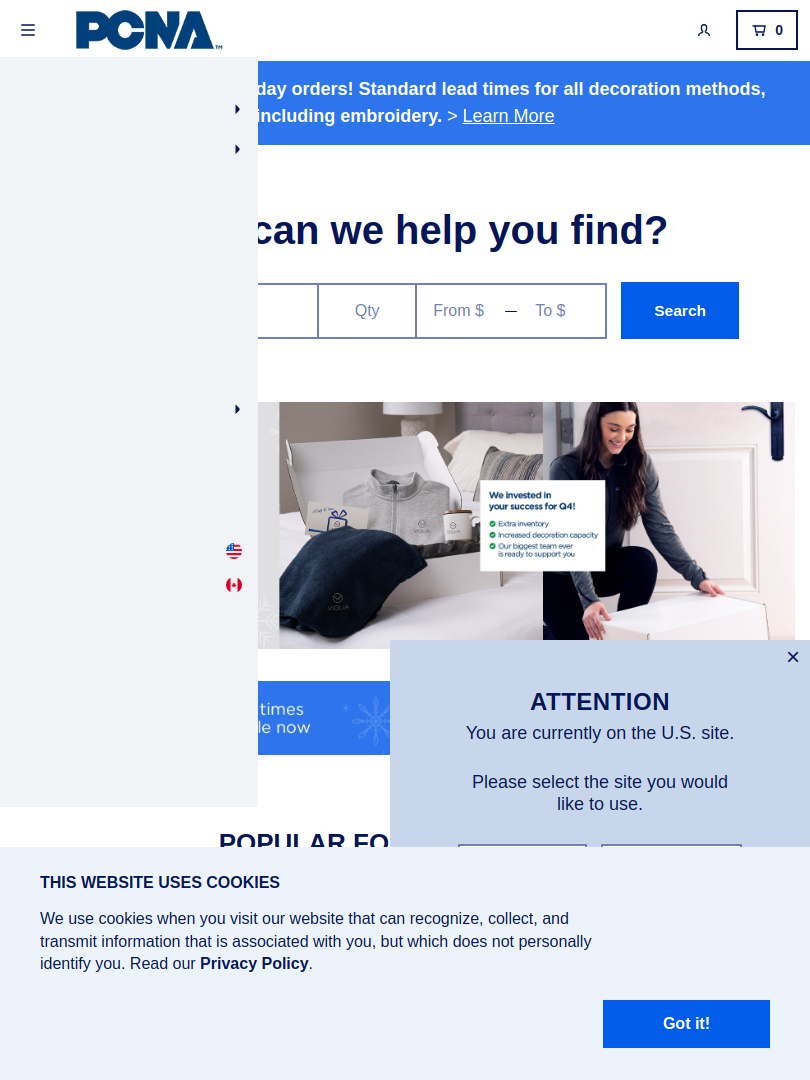 PCNA
TM
0
day orders! Standard lead times for all decoration methods,
including embroidery. > Learn More
can we help you find?
Qty
From $
To $
Search
We invested in
your success for Q4!
Extra inventory
Increased decoration capacity
Our biggest team ever
is ready to support you
VIOLIA
VIOLIA
VIOLIA
times
le now
ATTENTION
You are currently on the U.S. site.
Please select the site you would
like to use.
POPULAR FO
THIS WEBSITE USES COOKIES
We use cookies when you visit our website that can recognize, collect, and
transmit information that is associated with you, but which does not personally
identify you. Read our Privacy Policy.
Got it!